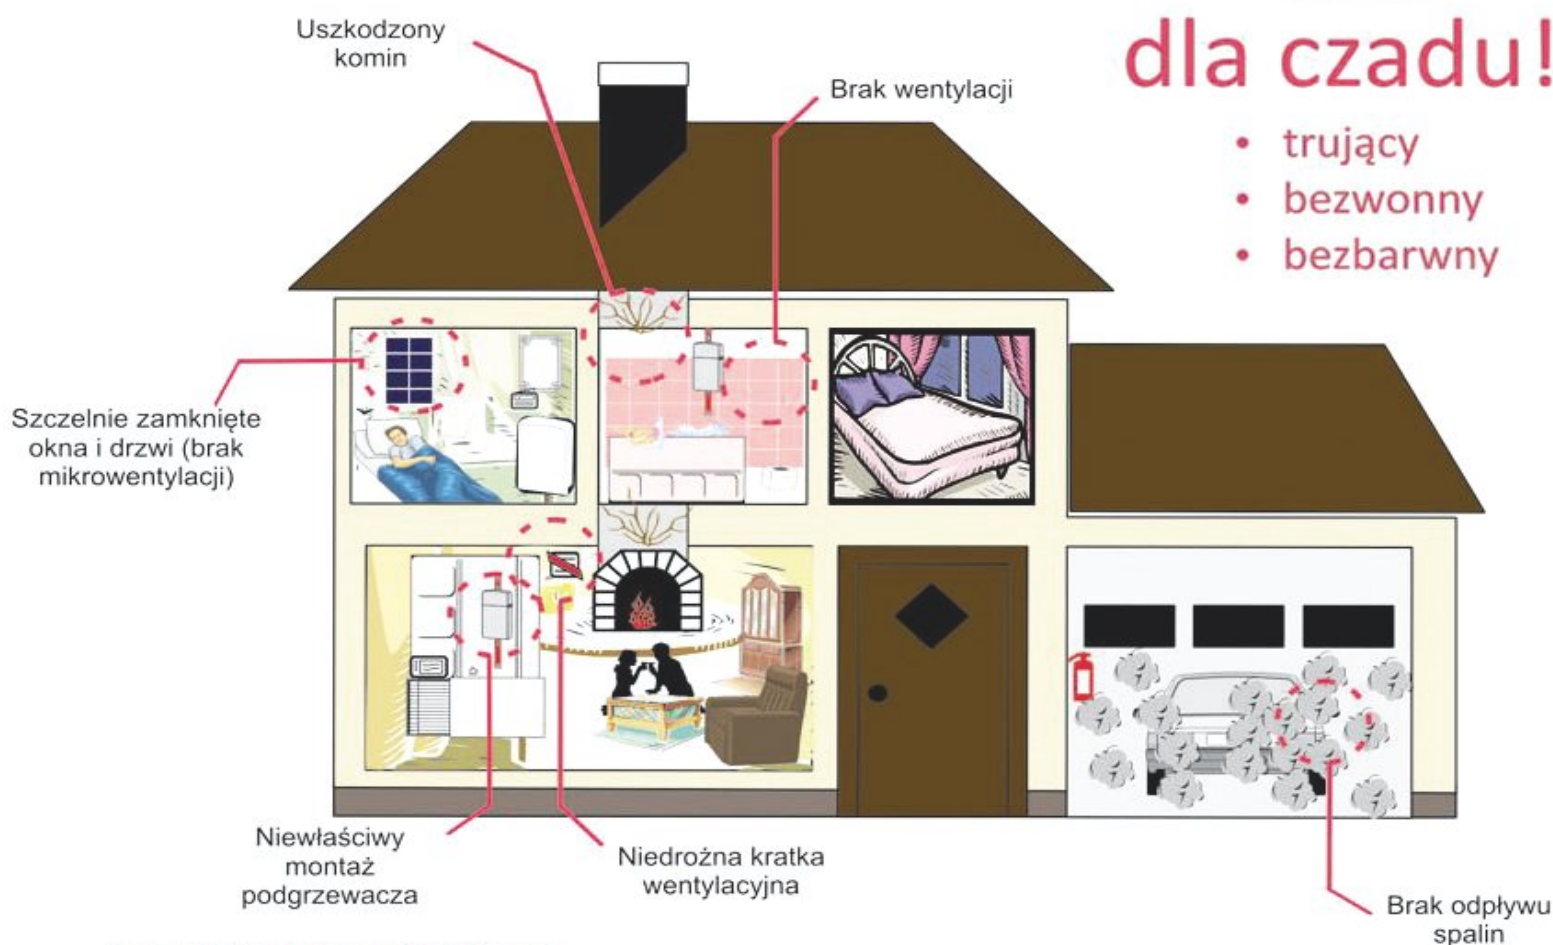 dla czadu!
• trujący
• bezwonny
• bezbarwny
Uszkodzony
komin
Brak wentylacji
Szczelnie zamknięte
okna i drzwi (brak
mikrowentylacji)
Niewłaściwy
montaż
podgrzewacza
Niedrożna kratka
wentylacyjna
Brak odpływu
spalin